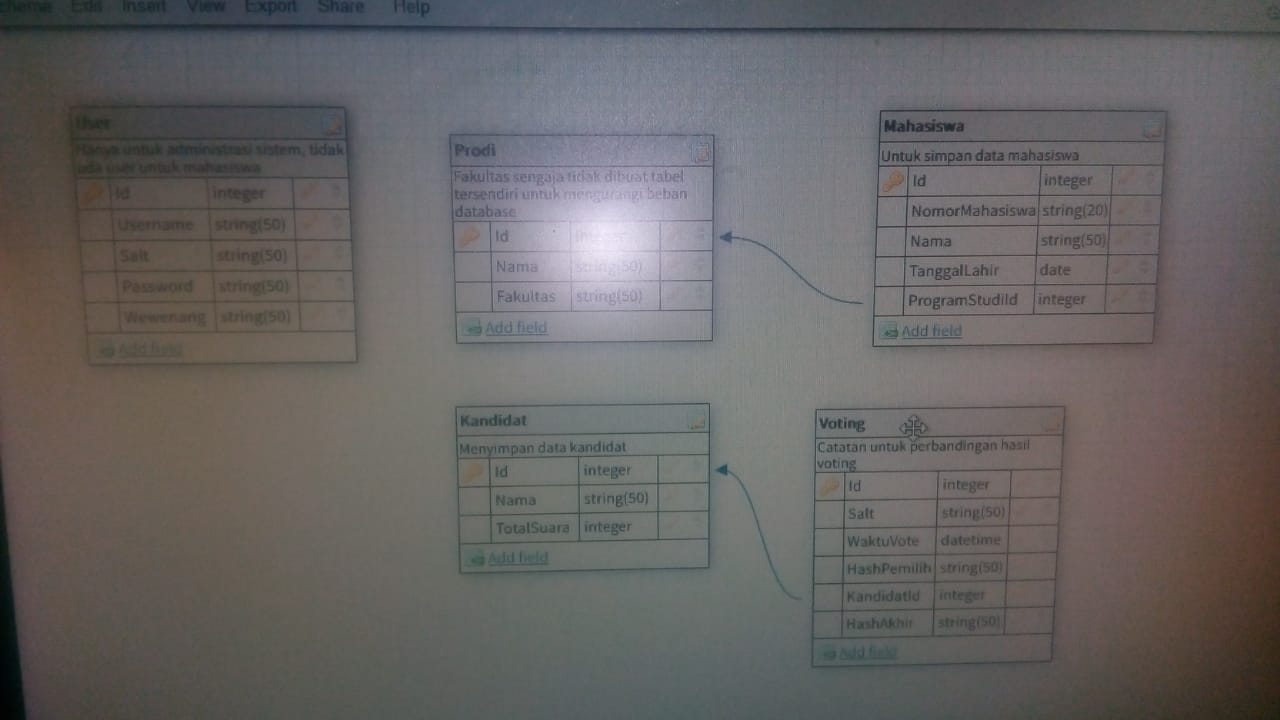 Scheme Edit Insert View Export Share Help
User
Hanya untuk administrasi sistem, tidak
ada user untuk mahasiswa
Id integer
Username string(50)
Salt string(50)
Password string(50)
Wewenang string(50)
Add field
Prodi
Fakultas sengaja tidak dibuat tabel
tersendiri untuk mengurangi beban
database
Id integer
Nama string(50)
Fakultas string(50)
Add field
Mahasiswa
Untuk simpan data mahasiswa
Id integer
NomorMahasiswa string(20)
Nama string(50)
TanggalLahir date
ProgramStudiId integer
Add field
Kandidat
Menyimpan data kandidat
Id integer
Nama string(50)
TotalSuara integer
Add field
Voting
Catatan untuk perbandingan hasil
voting
Id integer
Salt string(50)
WaktuVote datetime
HashPemilih string(50)
KandidatId integer
HashAkhir string(50)
Add field